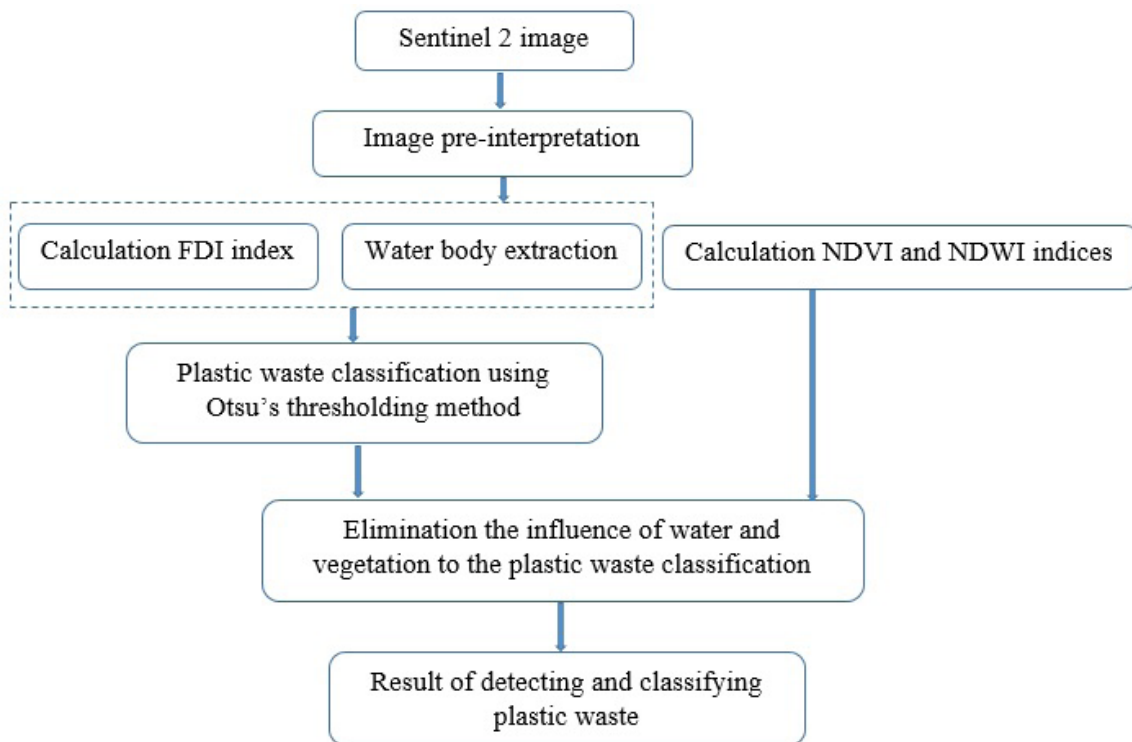 Sentinel 2 image
Image pre-interpretation
Calculation FDI index
Water body extraction
Calculation NDVI and NDWI indices
Plastic waste classification using
Otsu’s thresholding method
Elimination the influence of water and
vegetation to the plastic waste classification
Result of detecting and classifying
plastic waste